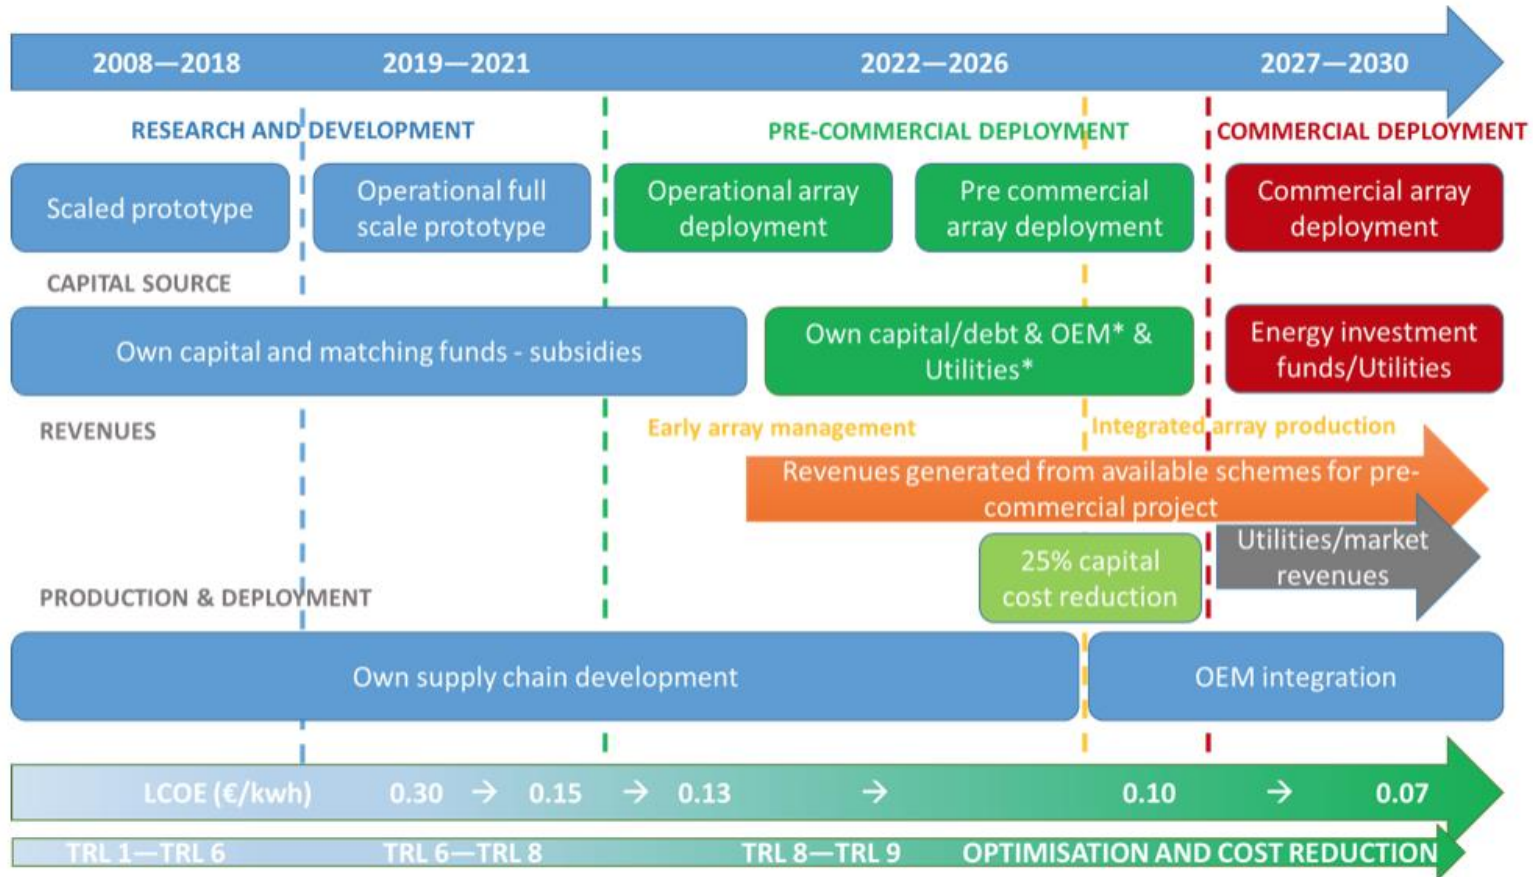 2008—2018
2019—2021
2022—2026
2027—2030
RESEARCH AND DEVELOPMENT
PRE-COMMERCIAL DEPLOYMENT
COMMERCIAL DEPLOYMENT
Scaled prototype
Operational full
scale prototype
Operational array
deployment
Pre commercial
array deployment
Commercial array
deployment
CAPITAL SOURCE
Own capital and matching funds - subsidies
Own capital/debt & OEM* &
Utilities*
Energy investment
funds/Utilities
REVENUES
Early array management
Integrated array production
Revenues generated from available schemes for pre-
commercial project
Utilities/market
revenues
25% capital
cost reduction
PRODUCTION & DEPLOYMENT
Own supply chain development
OEM integration
LCOE (€/kwh) 0.30 → 0.15 → 0.13 → 0.10 → 0.07
TRL 1—TRL 6
TRL 6—TRL 8
TRL 8—TRL 9
OPTIMISATION AND COST REDUCTION